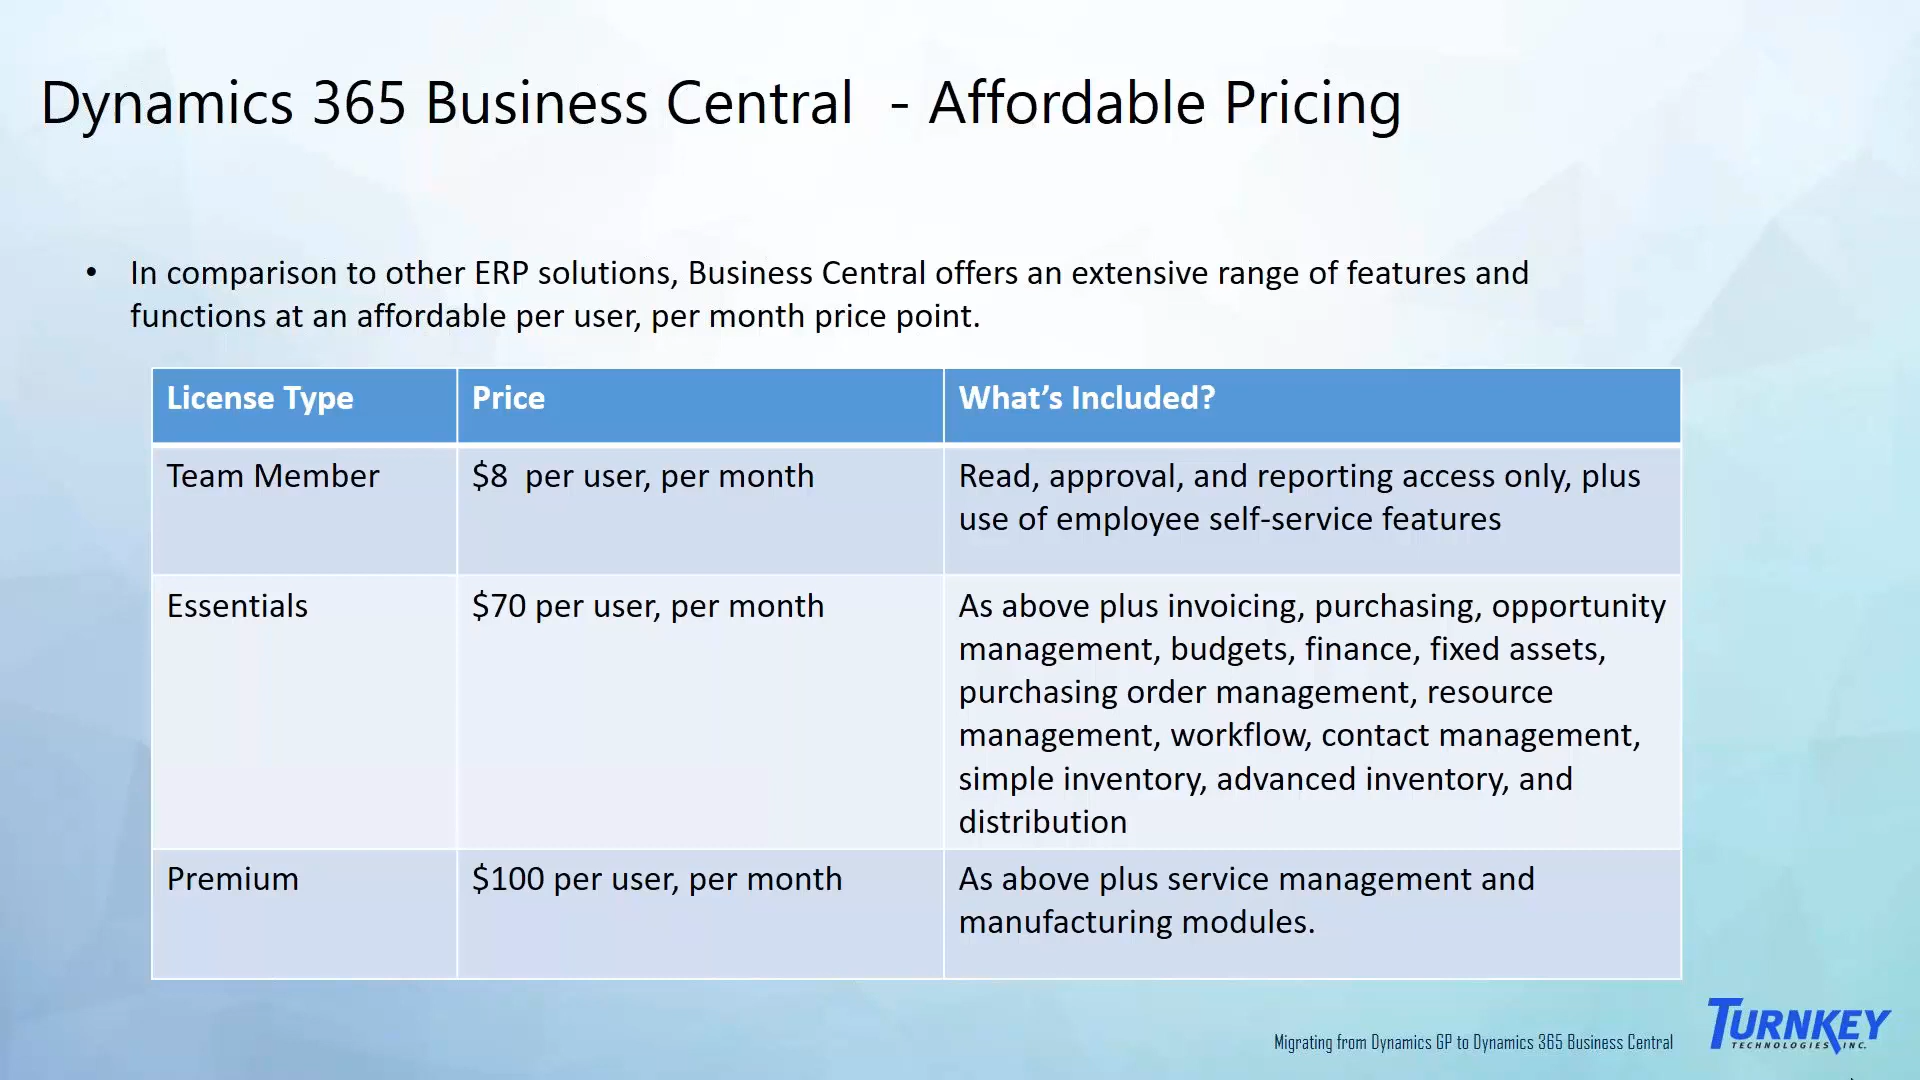 Dynamics 365 Business Central  - Affordable Pricing
• In comparison to other ERP solutions, Business Central offers an extensive range of features and
functions at an affordable per user, per month price point.
License Type
Price
What’s Included?
Team Member
$8  per user, per month
Read, approval, and reporting access only, plus
use of employee self-service features
Essentials
$70 per user, per month
As above plus invoicing, purchasing, opportunity
management, budgets, finance, fixed assets,
purchasing order management, resource
management, workflow, contact management,
simple inventory, advanced inventory, and
distribution
Premium
$100 per user, per month
As above plus service management and
manufacturing modules.
Migrating from Dynamics GP to Dynamics 365 Business Central
TURNKEY
TECHNOLOGIES, INC.